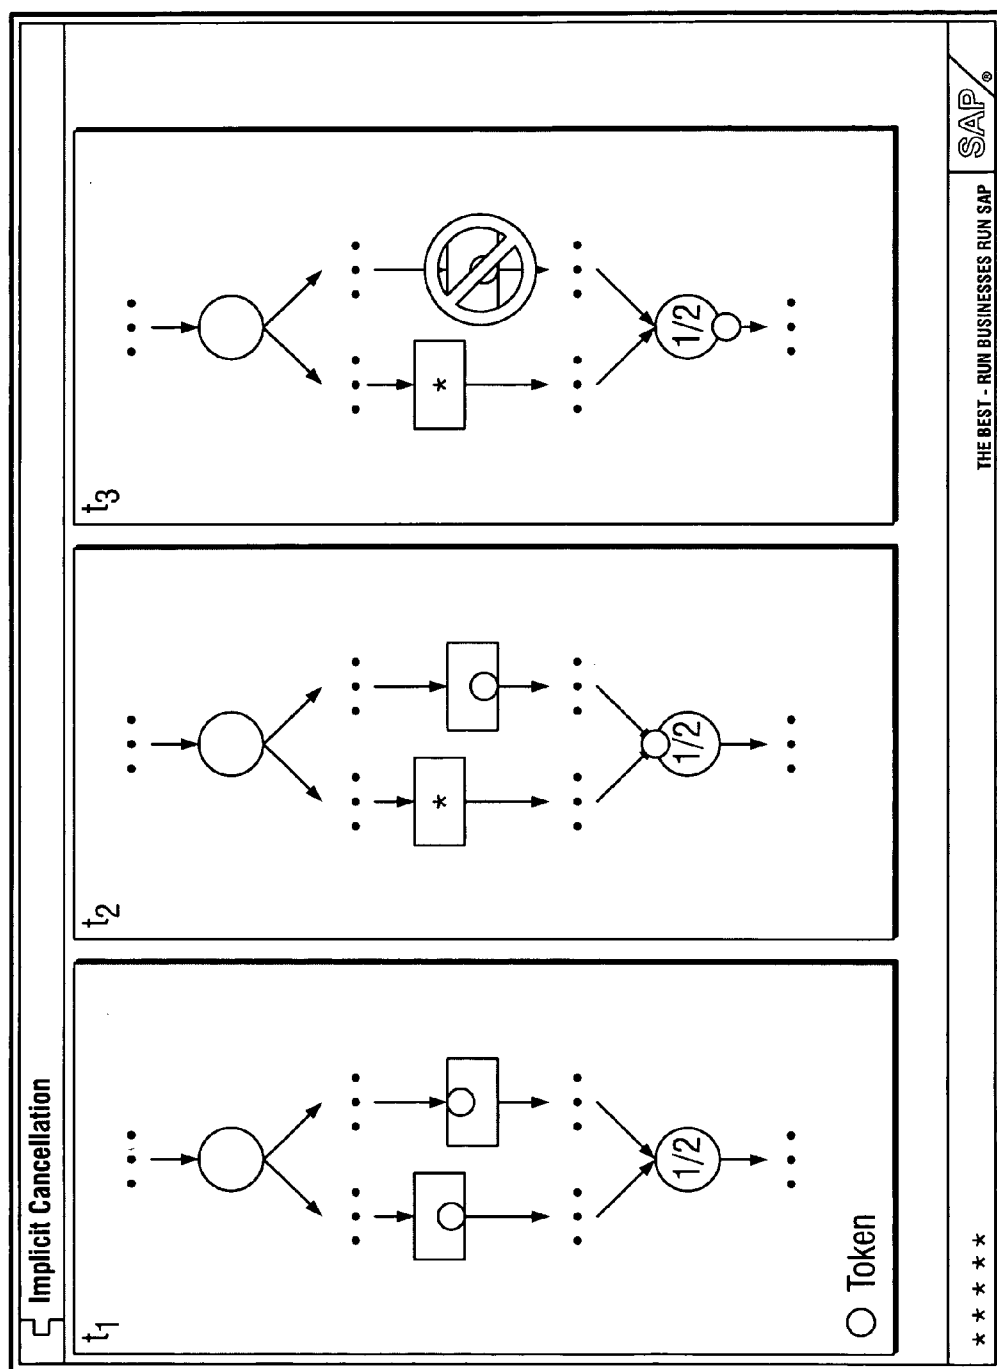 Implicit Cancellation
t1
1/2
Token
t2
*
1/2
t3
*
1/2
* * * * *
THE BEST - RUN BUSINESSES RUN SAP
SAP ®